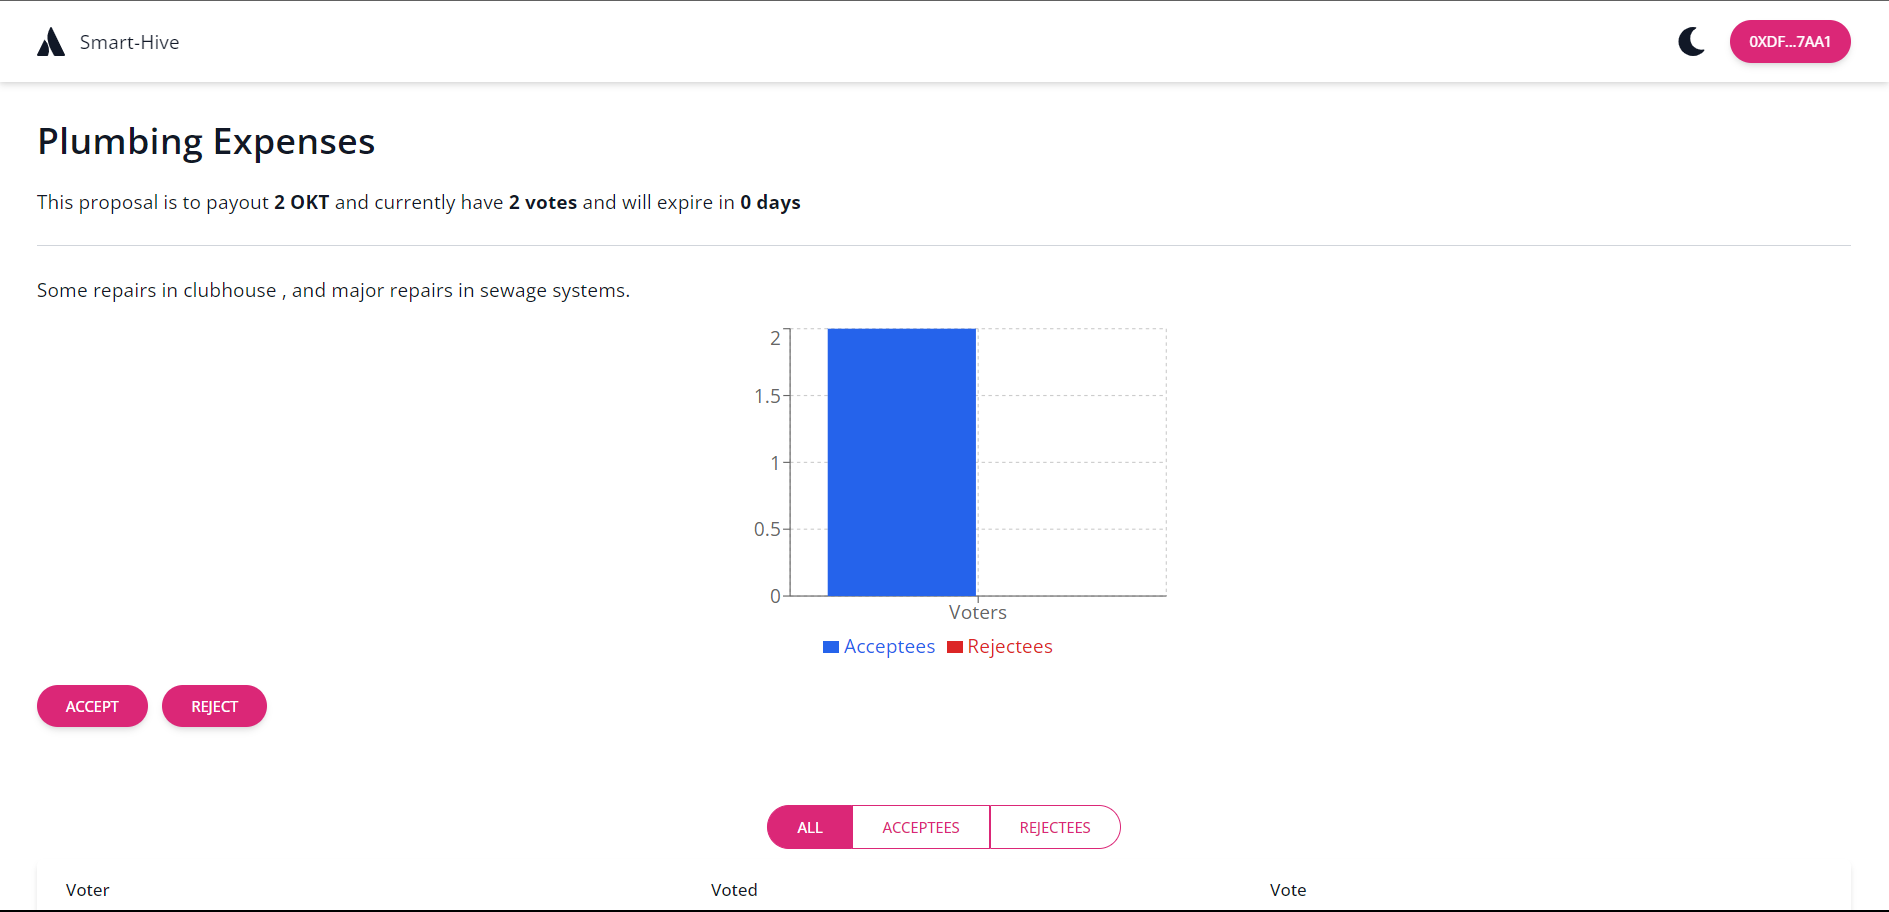 Smart-Hive
0XDF...7AA1
Plumbing Expenses
This proposal is to payout 2 OKT and currently have 2 votes and will expire in 0 days
Some repairs in clubhouse , and major repairs in sewage systems.
2
1.5
1
0.5
0
Voters
Acceptees Rejectees
ACCEPT REJECT
ALL ACCEPTEES REJECTEES
Voter Voted Vote